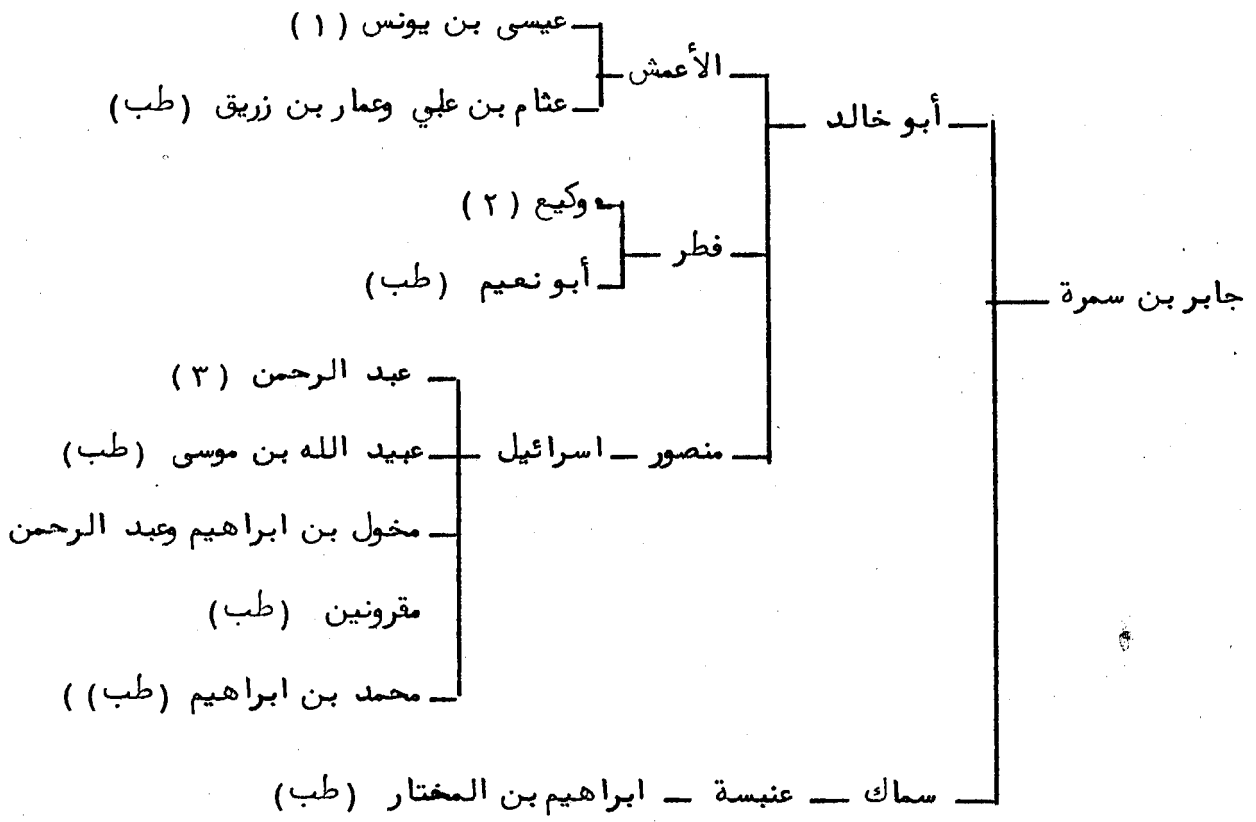 عيسى بن يونس (١)
الأعمش
عثام بن علي وعمار بن زريق (طب)
أبو خالد
وكيع (٢)
فطر
أبو نعيم (طب)
جابر بن سمرة
عبد الرحمن (٣)
منصور – اسرائيل – عبيد الله بن موسى (طب)
مخول بن ابراهيم وعبد الرحمن
مقرونين (طب)
محمد بن ابراهيم (طب) )
سماك – عنبسة – ابراهيم بن المختار (طب)